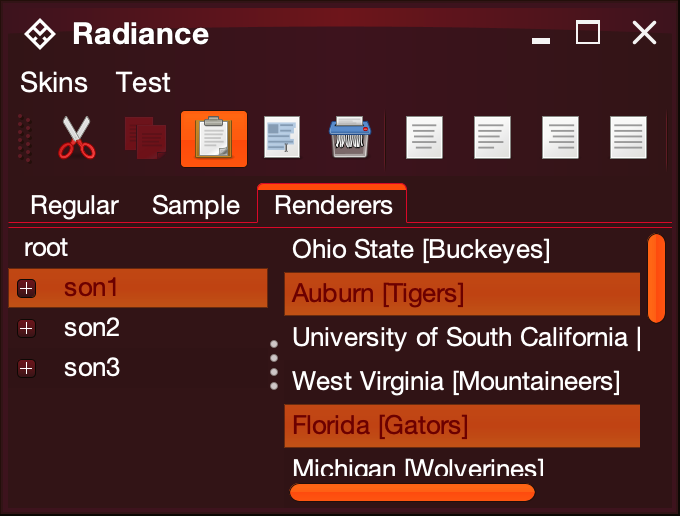 Radiance
Skins Test
Regular Sample Renderers
root
son1
son2
son3
Ohio State [Buckeyes]
Auburn [Tigers]
University of South California [
West Virginia [Mountaineers]
Florida [Gators]
Michigan [Wolverines]